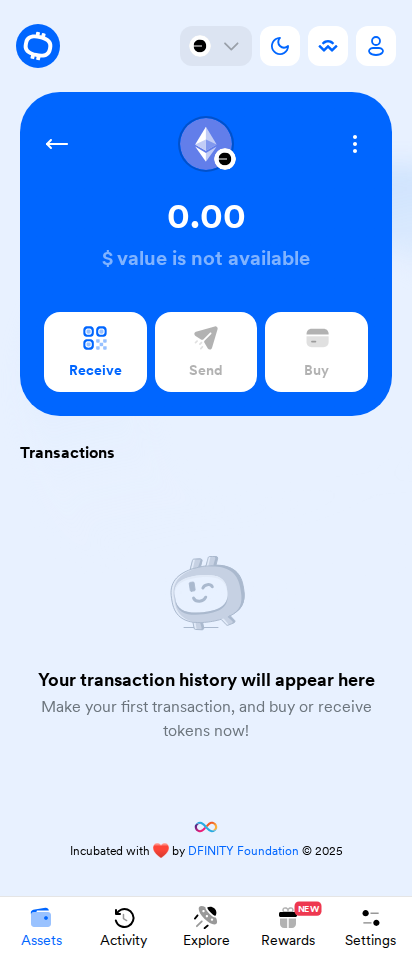 0.00
$ value is not available
Receive
Send
Buy
Transactions
Your transaction history will appear here
Make your first transaction, and buy or receive
tokens now!
Incubated with ❤️ by DFINITY Foundation © 2025
NEW
Assets
Activity
Explore
Rewards
Settings